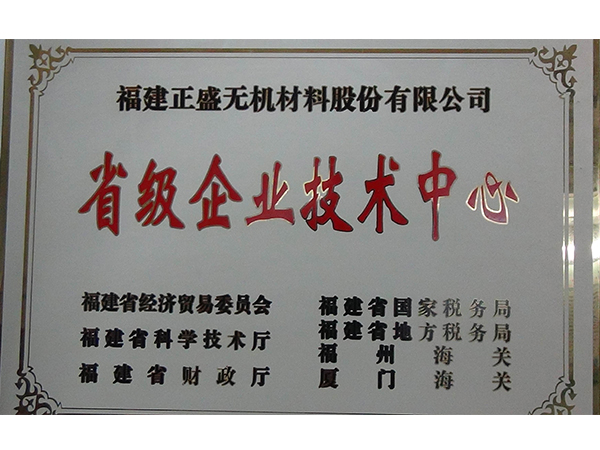 福建正盛无机材料股份有限公司
省级企业技术中心
福建省经济贸易委员会
福建省科学技术厅
福建省财政厅
福建省国家税务局
福建省地方税务局
福州海关
厦门海关